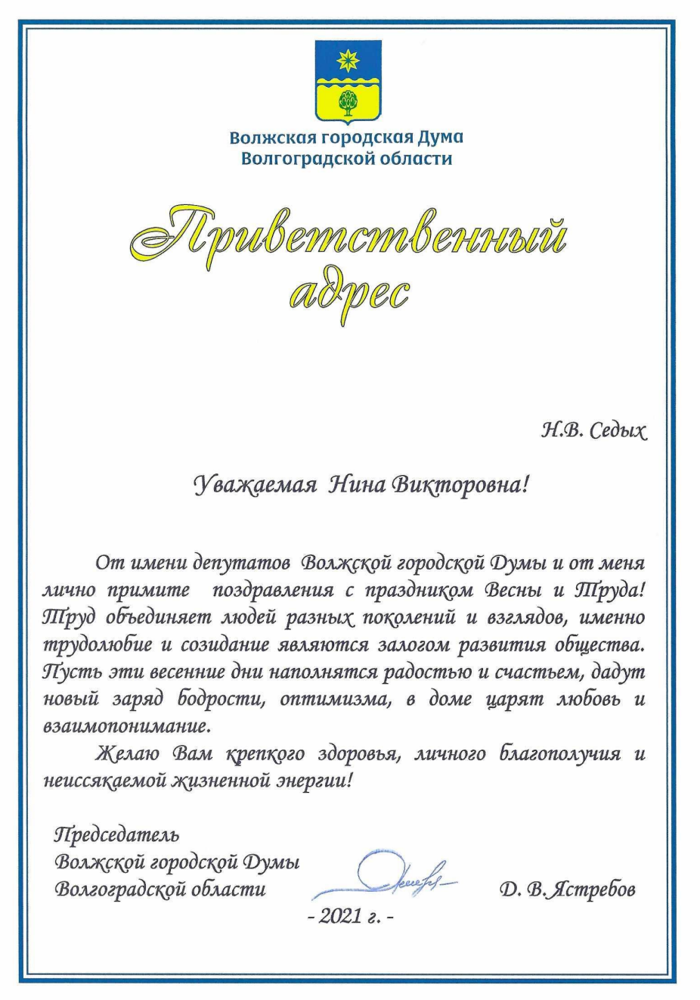 Волжская городская Дума
Волгоградской области
Приветственный
адрес
Н.В. Седых
Уважаемая Нина Викторовна!
От имени депутатов Волжской городской Думы и от меня
лично примите поздравления с праздником Весны и Труда!
Труд объединяет людей разных поколений и взглядов, именно
трудолюбие и созидание являются залогом развития общества.
Пусть эти весенние дни наполнятся радостью и счастьем, дадут
новый заряд бодрости, оптимизма, в доме царят любовь и
взаимопонимание.
Желаю Вам крепкого здоровья, личного благополучия и
неиссякаемой жизненной энергии!
Председатель
Волжской городской Думы
Волгоградской области Д. В. Ястребов
- 2021 г. -